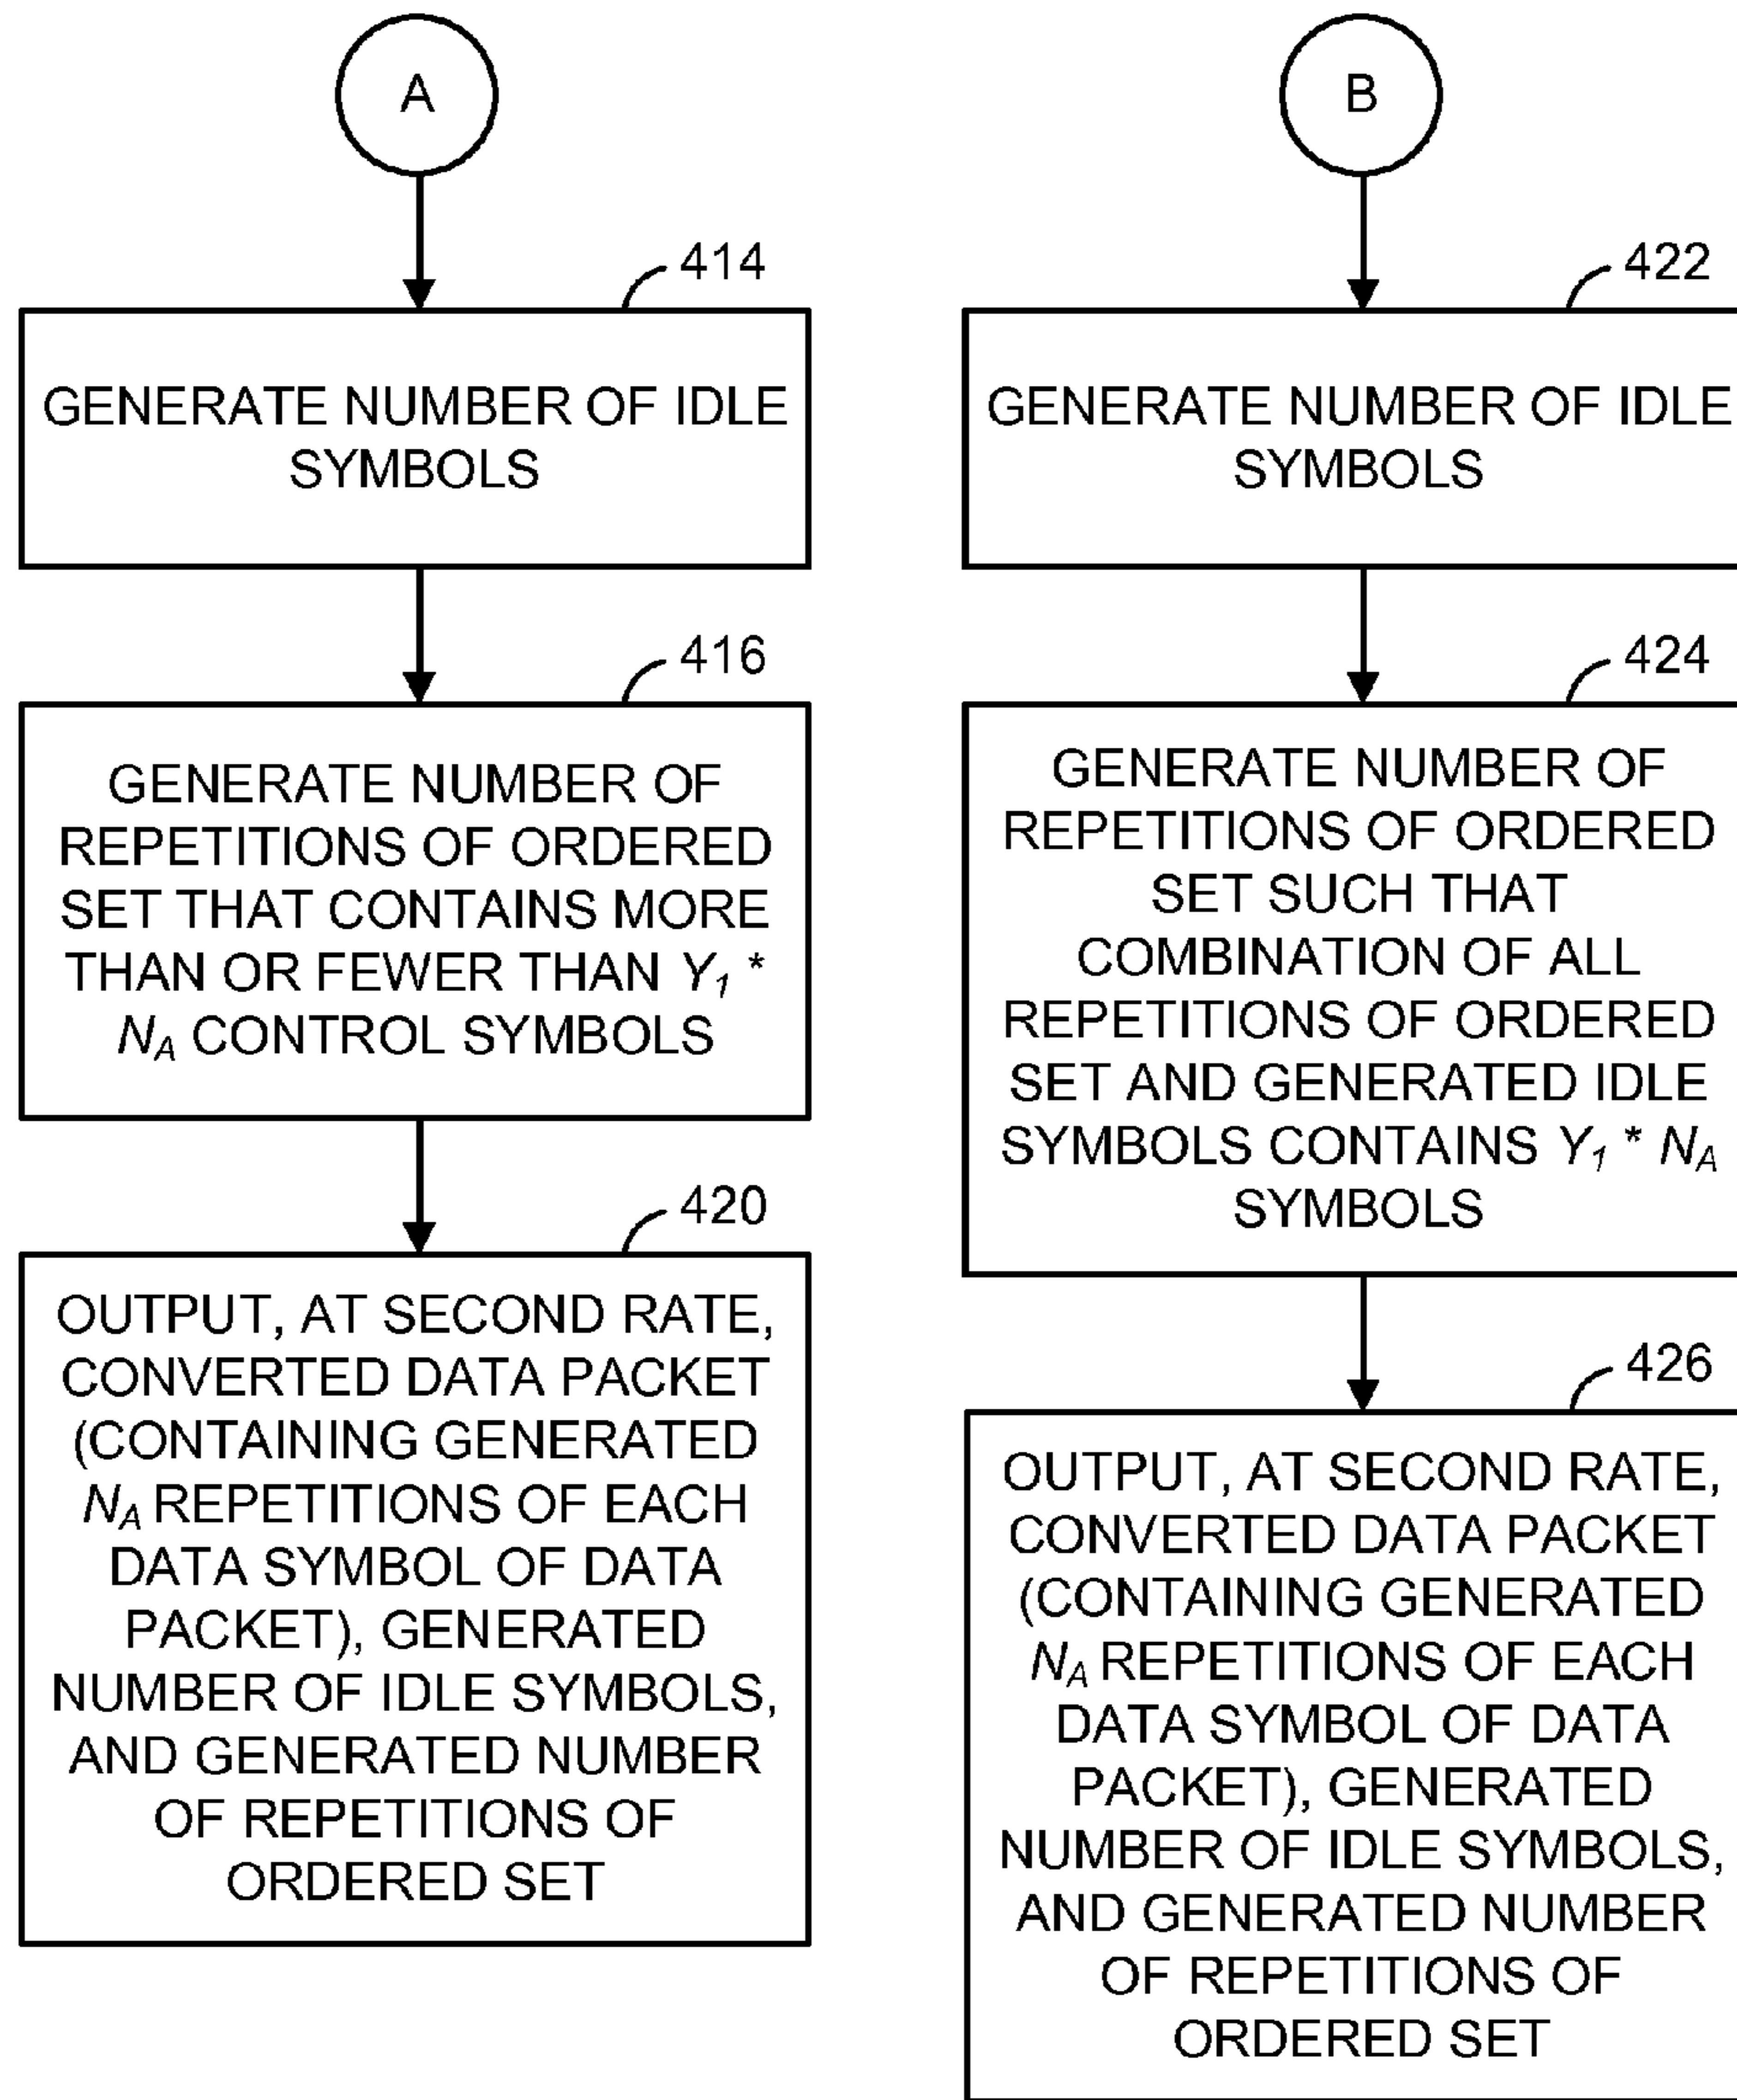 A
414
GENERATE NUMBER OF IDLE
SYMBOLS
416
GENERATE NUMBER OF
REPETITIONS OF ORDERED
SET THAT CONTAINS MORE
THAN OR FEWER THAN Y1 *
NA CONTROL SYMBOLS
420
OUTPUT, AT SECOND RATE,
CONVERTED DATA PACKET
(CONTAINING GENERATED
NA REPETITIONS OF EACH
DATA SYMBOL OF DATA
PACKET), GENERATED
NUMBER OF IDLE SYMBOLS,
AND GENERATED NUMBER
OF REPETITIONS OF
ORDERED SET
B
422
GENERATE NUMBER OF IDLE
SYMBOLS
424
GENERATE NUMBER OF
REPETITIONS OF ORDERED
SET SUCH THAT
COMBINATION OF ALL
REPETITIONS OF ORDERED
SET AND GENERATED IDLE
SYMBOLS CONTAINS Y1 * NA
SYMBOLS
426
OUTPUT, AT SECOND RATE,
CONVERTED DATA PACKET
(CONTAINING GENERATED
NA REPETITIONS OF EACH
DATA SYMBOL OF DATA
PACKET), GENERATED
NUMBER OF IDLE SYMBOLS,
AND GENERATED NUMBER
OF REPETITIONS OF
ORDERED SET